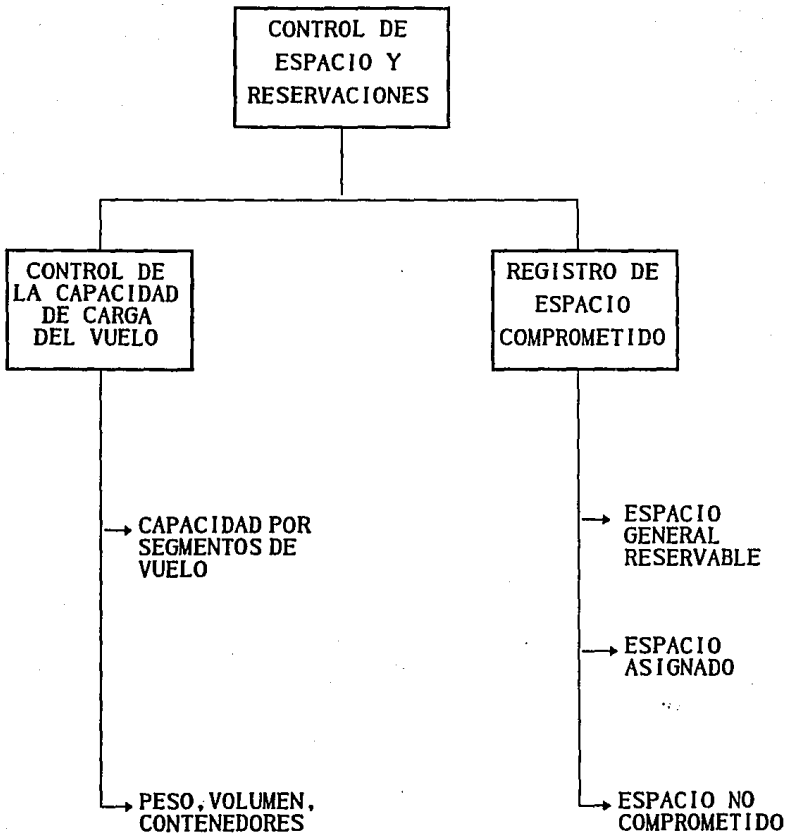 CONTROL DE
ESPACIO Y
RESERVACIONES
CONTROL DE
LA CAPACIDAD
DE CARGA
DEL VUELO
REGISTRO DE
ESPACIO
COMPROMETIDO
CAPACIDAD POR
SEGMENTOS DE
VUELO
PESO, VOLUMEN,
CONTENEDORES
ESPACIO
GENERAL
RESERVABLE
ESPACIO
ASIGNADO
ESPACIO NO
COMPROMETIDO